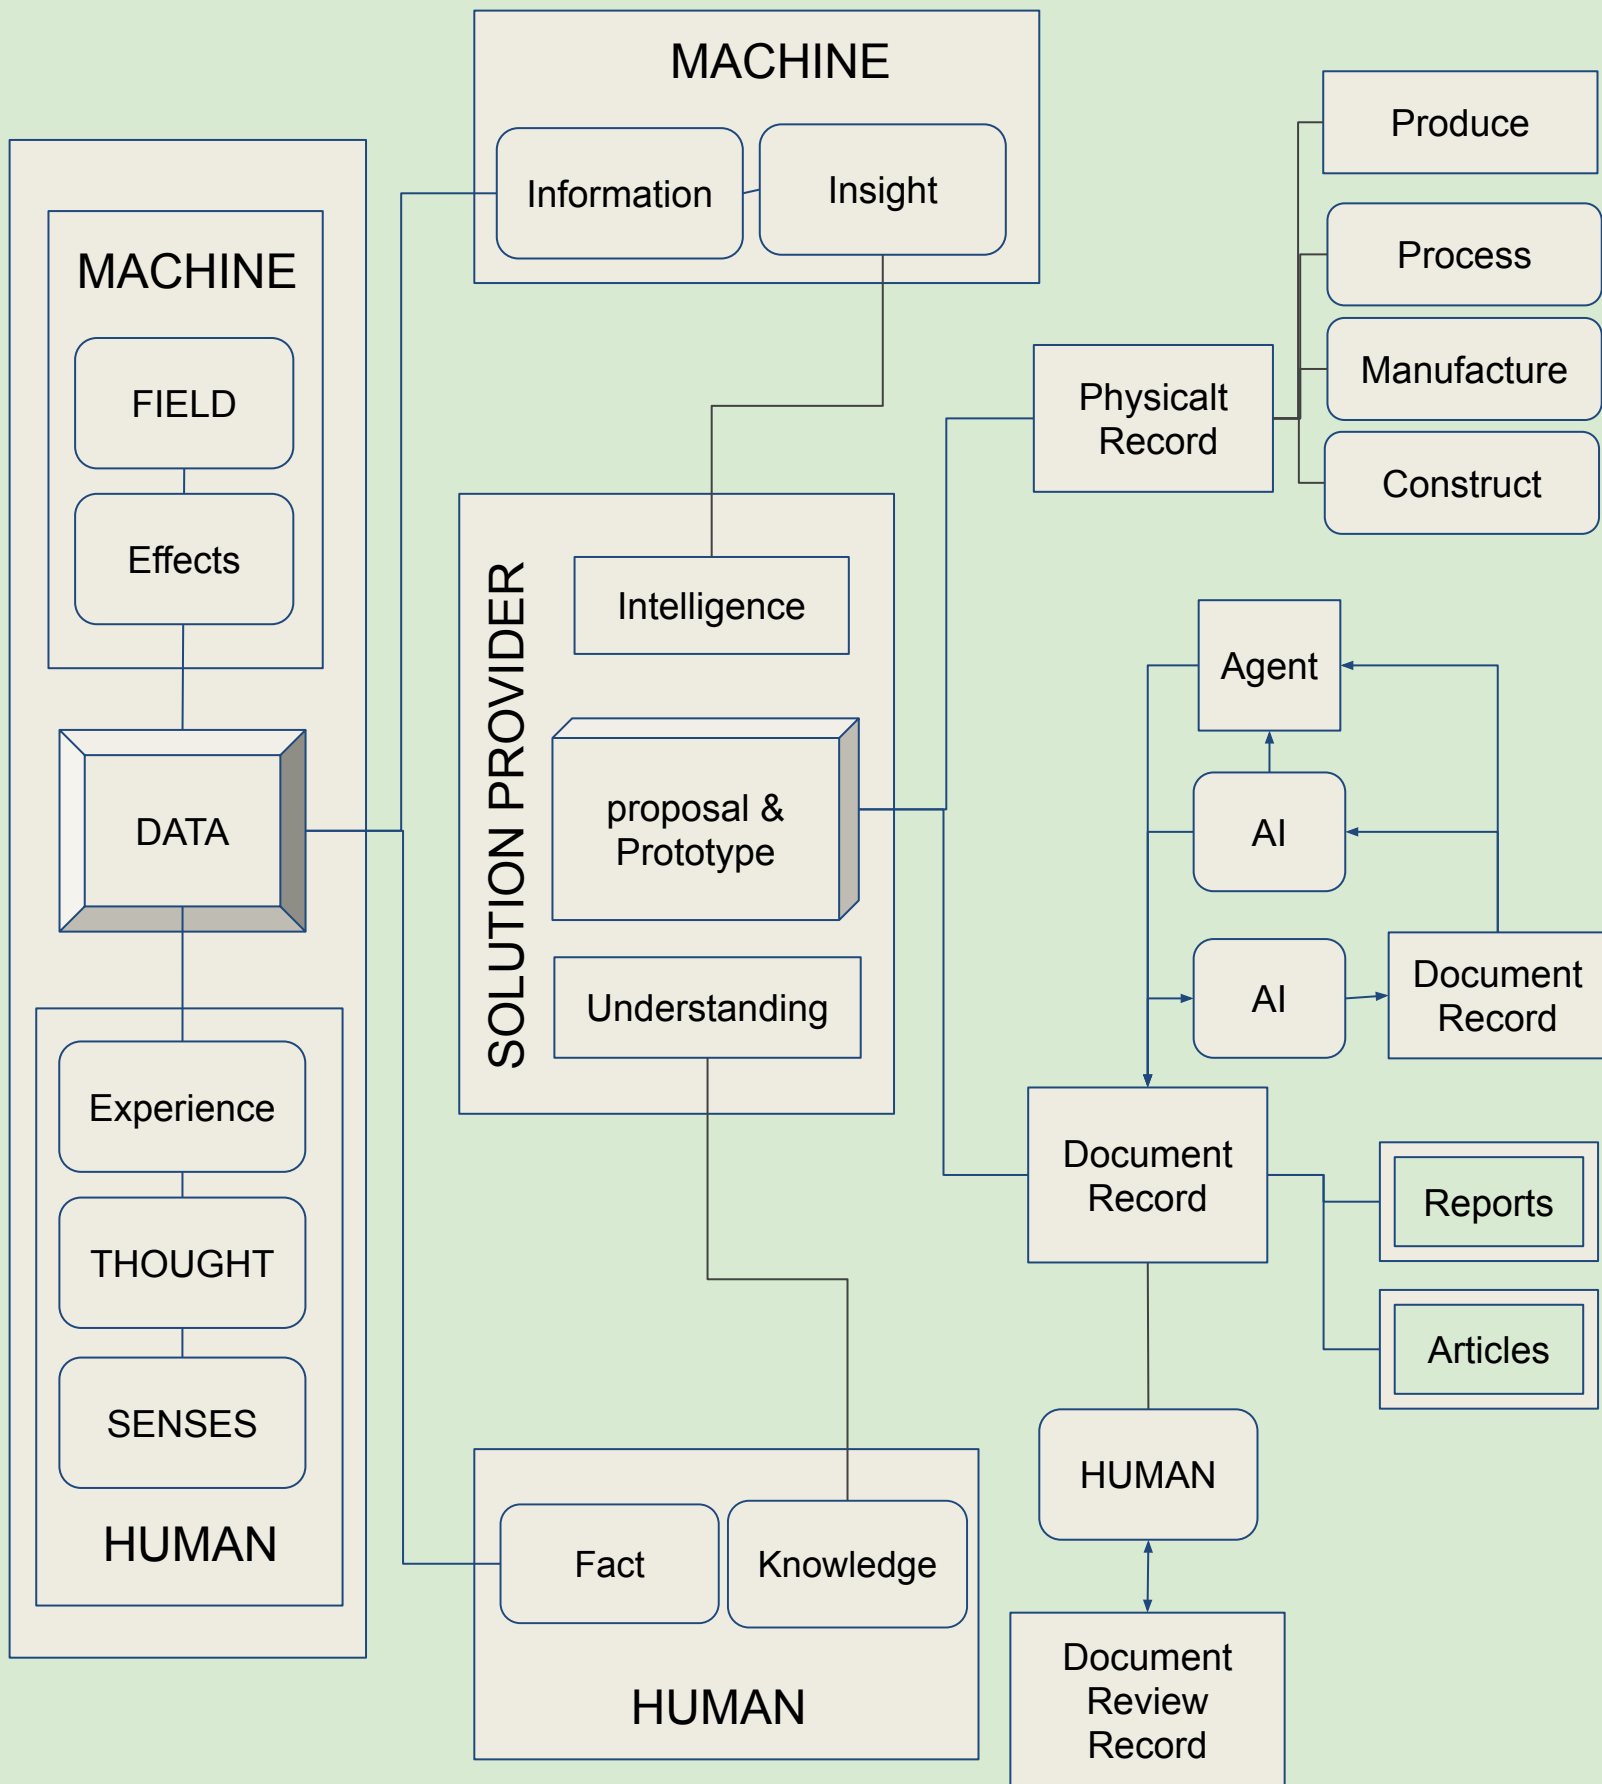 MACHINE
FIELD
Effects
DATA
Experience
THOUGHT
SENSES
HUMAN
MACHINE
Information
Insight
SOLUTION PROVIDER
Intelligence
proposal &
Prototype
Understanding
Fact
Knowledge
HUMAN
Physicalt
Record
Produce
Process
Manufacture
Construct
Agent
AI
AI
Document
Record
Document
Record
Reports
Articles
HUMAN
Document
Review
Record